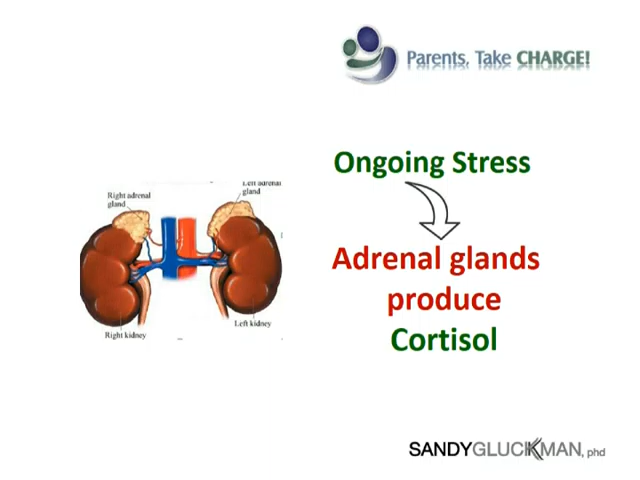 Parents, Take CHARGE!
Ongoing Stress
Right adrenal
gland
Left adrenal
gland
Adrenal glands
produce
Cortisol
Left kidney
Right kidney
SANDYGLUCKMAN, phd